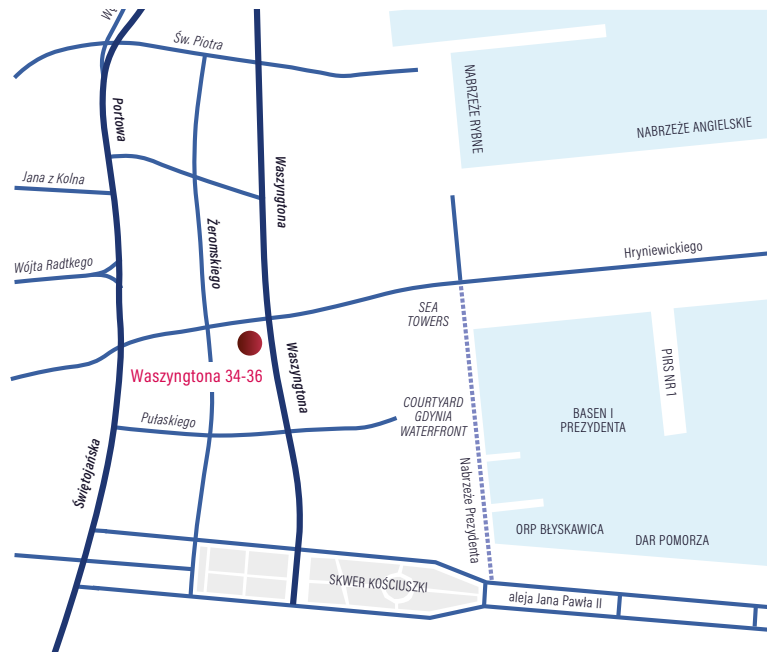 Św. Piotra
Portowa
NABRZEŻE RYBNE
NABRZEŻE ANGIELSKIE
Jana z Kolna
Waszyngtona
Żeromskiego
Wójta Radtkego
Hryniewickiego
SEA
TOWERS
Waszyngtona
PIRS NR 1
Waszyngtona 34-36
Pułaskiego
COURTYARD
GDYNIA
WATERFRONT
BASEN I
PREZYDENTA
Świętojańska
Nabrzeże Prezydenta
ORP BŁYSKAWICA
DAR POMORZA
SKWER KOŚCIUSZKI
aleja Jana Pawła II